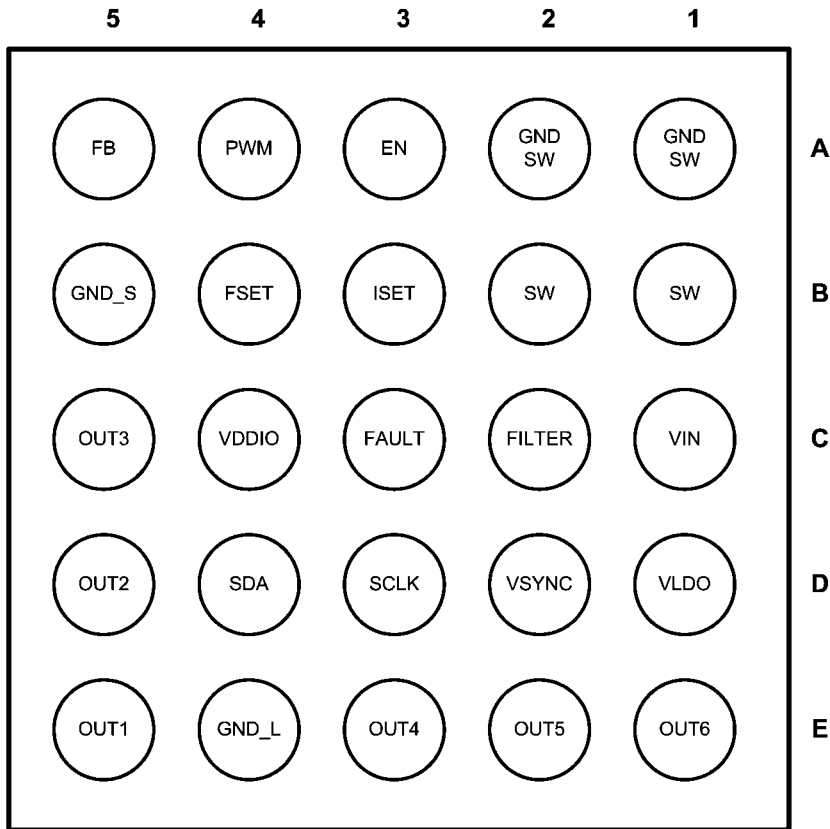 5 4 3 2 1
FB PWM EN GND SW GND SW A
GND_S FSET ISET SW SW B
OUT3 VDDIO FAULT FILTER VIN C
OUT2 SDA SCLK VSYNC VLDO D
OUT1 GND_L OUT4 OUT5 OUT6 E